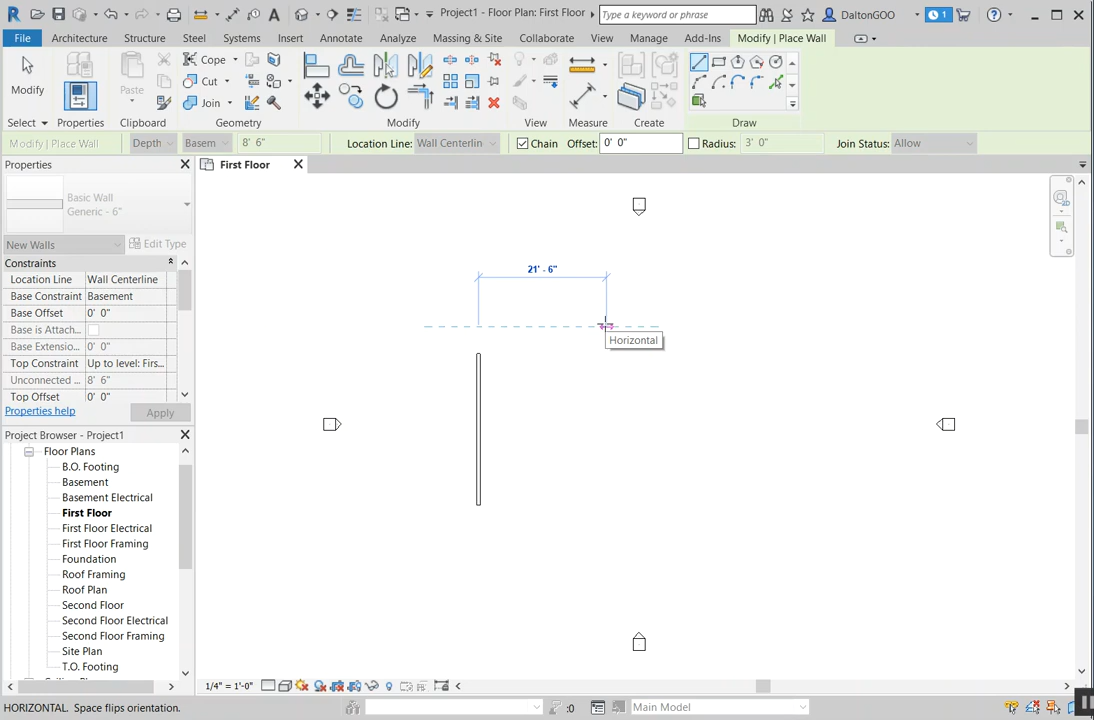 Project1 - Floor Plan: First Floor
Type a keyword or phrase
DaltonGOO
1
File Architecture Structure Steel Systems Insert Annotate Analyze Massing & Site Collaborate View Manage Add-Ins Modify | Place Wall
Modify
Paste
Cope
Cut
Join
Select Properties Clipboard Geometry Modify View Measure Create Draw
Modify | Place Wall Depth Basem 8' 6" Location Line: Wall Centerlin Chain Offset: 0' 0" Radius: 3' 0" Join Status: Allow
Properties
First Floor
Basic Wall
Generic - 6"
New Walls Edit Type
Constraints
Location Line Wall Centerline
Base Constraint Basement
Base Offset 0' 0"
Base is Attach...
Base Extensio... 0' 0"
Top Constraint Up to level: Firs...
Unconnected ... 8' 6"
Top Offset 0' 0"
Properties help Apply
Project Browser - Project1
Floor Plans
B.O. Footing
Basement
Basement Electrical
First Floor
First Floor Electrical
First Floor Framing
Foundation
Roof Framing
Roof Plan
Second Floor
Second Floor Electrical
Second Floor Framing
Site Plan
T.O. Footing
21' - 6"
Horizontal
1/4" = 1'-0"
HORIZONTAL. Space flips orientation.
:0
Main Model